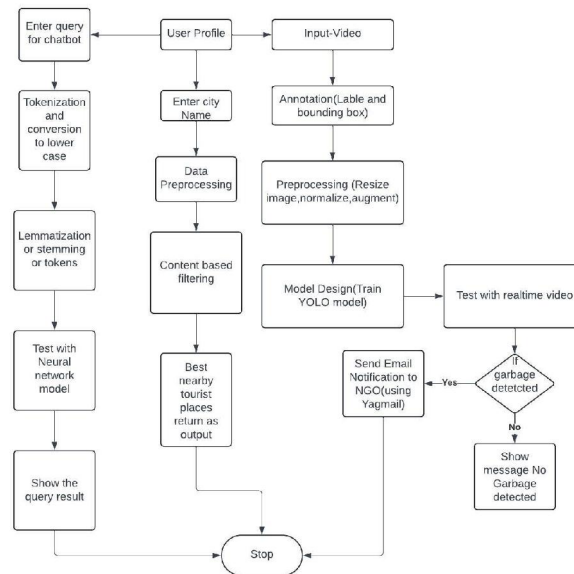 Enter query
for chatbot
User Profile
Input-Video
Tokenization
and
conversion
to lower
case
Enter city
Name
Annotation(Lable and
bounding box)
Data
Preprocessing
Preprocessing (Resize
image,normalize,augment)
Lemmatization
or stemming
or tokens
Content based
filtering
Model Design(Train
YOLO model)
Test with realtime video
Test with
Neural
network
model
Best
nearby
tourist
places
return as
output
Send Email
Notification to
NGO(using
Yagmail)
Yes
If
garbage
detetcted
No
Show the
query result
Show
message No
Garbage
detected
Stop